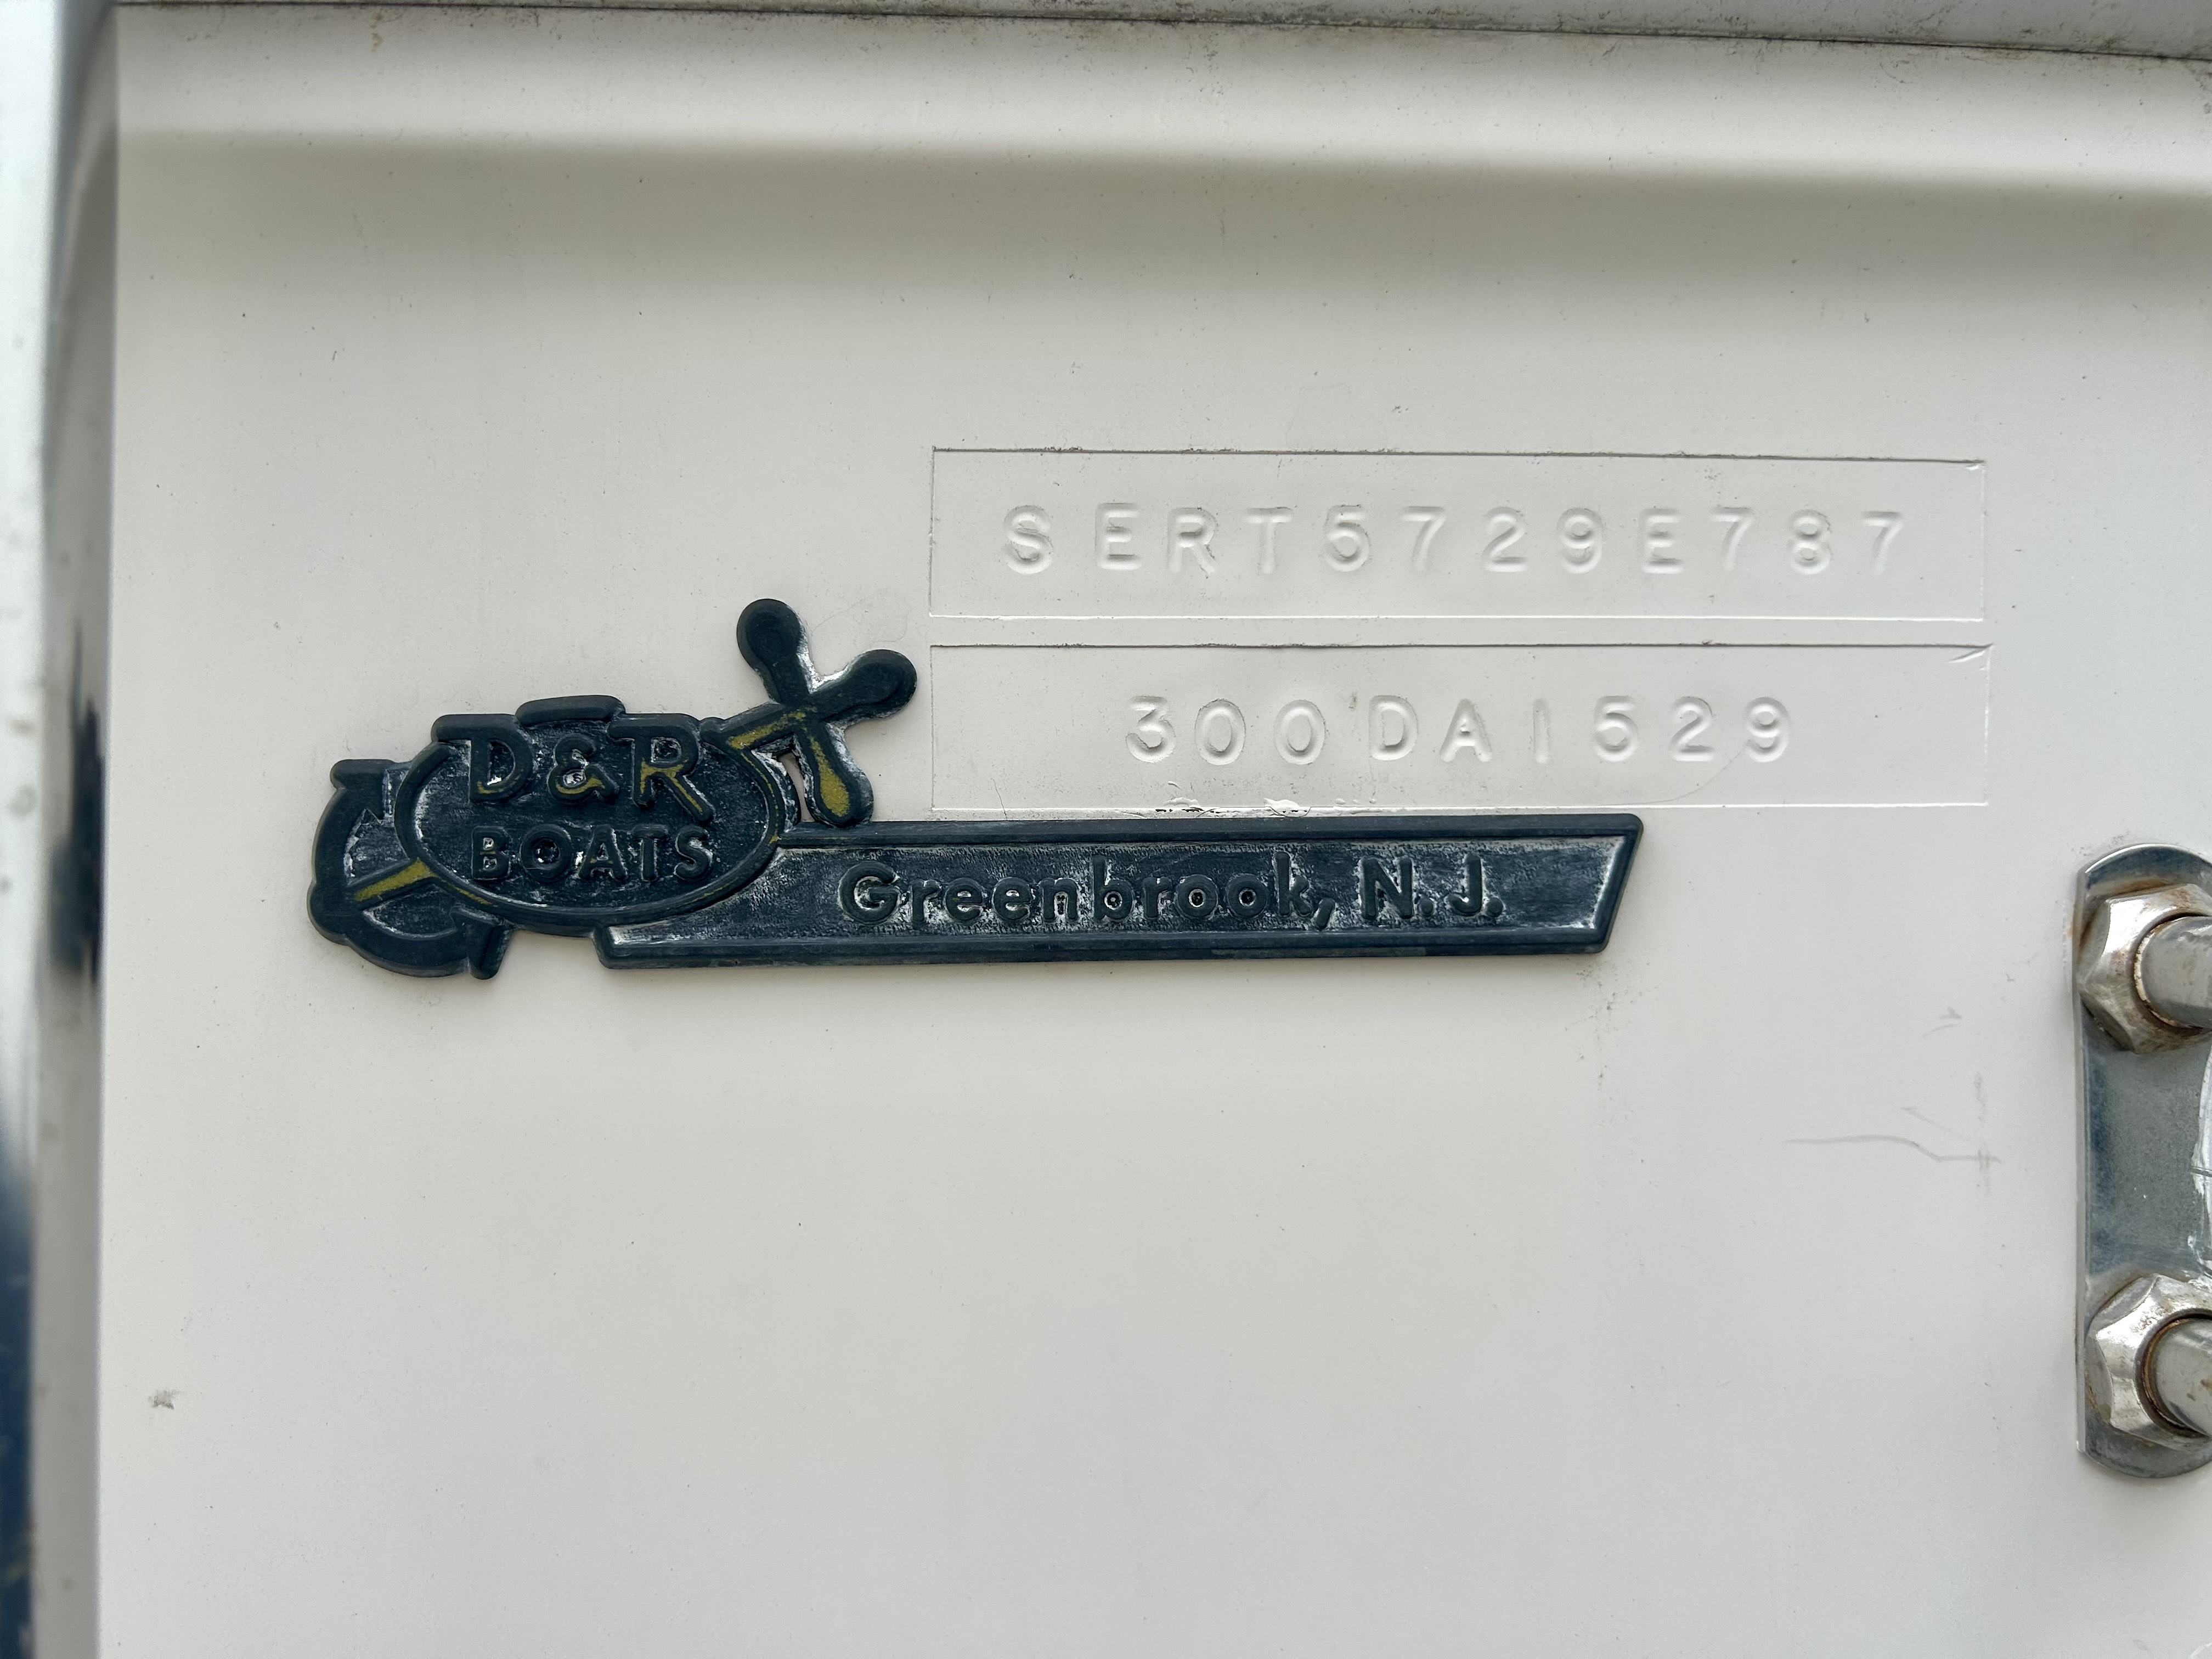 SERT5729E787
300DA1529
D&R
BOATS
Greenbrook, N.J.